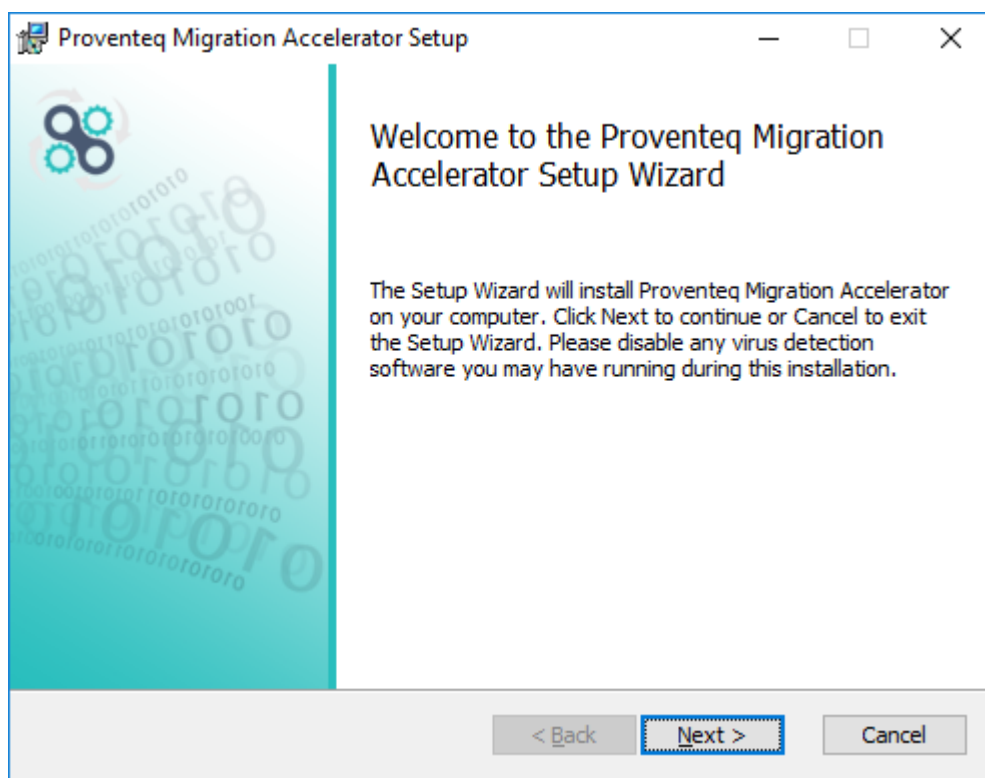 Proventeq Migration Accelerator Setup
Welcome to the Proventeq Migration
Accelerator Setup Wizard
The Setup Wizard will install Proventeq Migration Accelerator
on your computer. Click Next to continue or Cancel to exit
the Setup Wizard. Please disable any virus detection
software you may have running during this installation.
< Back
Next >
Cancel